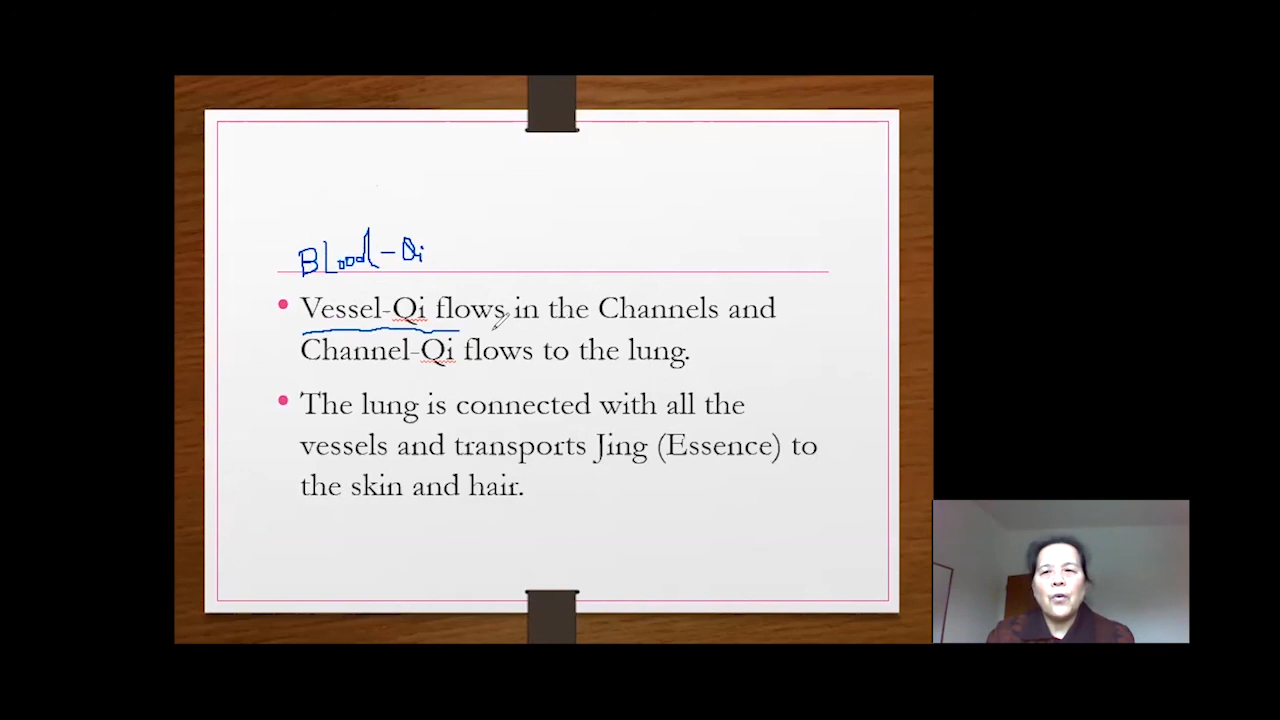 Blood-Qi
Vessel-Qi flows in the Channels and
Channel-Qi flows to the lung.
The lung is connected with all the
vessels and transports Jing (Essence) to
the skin and hair.